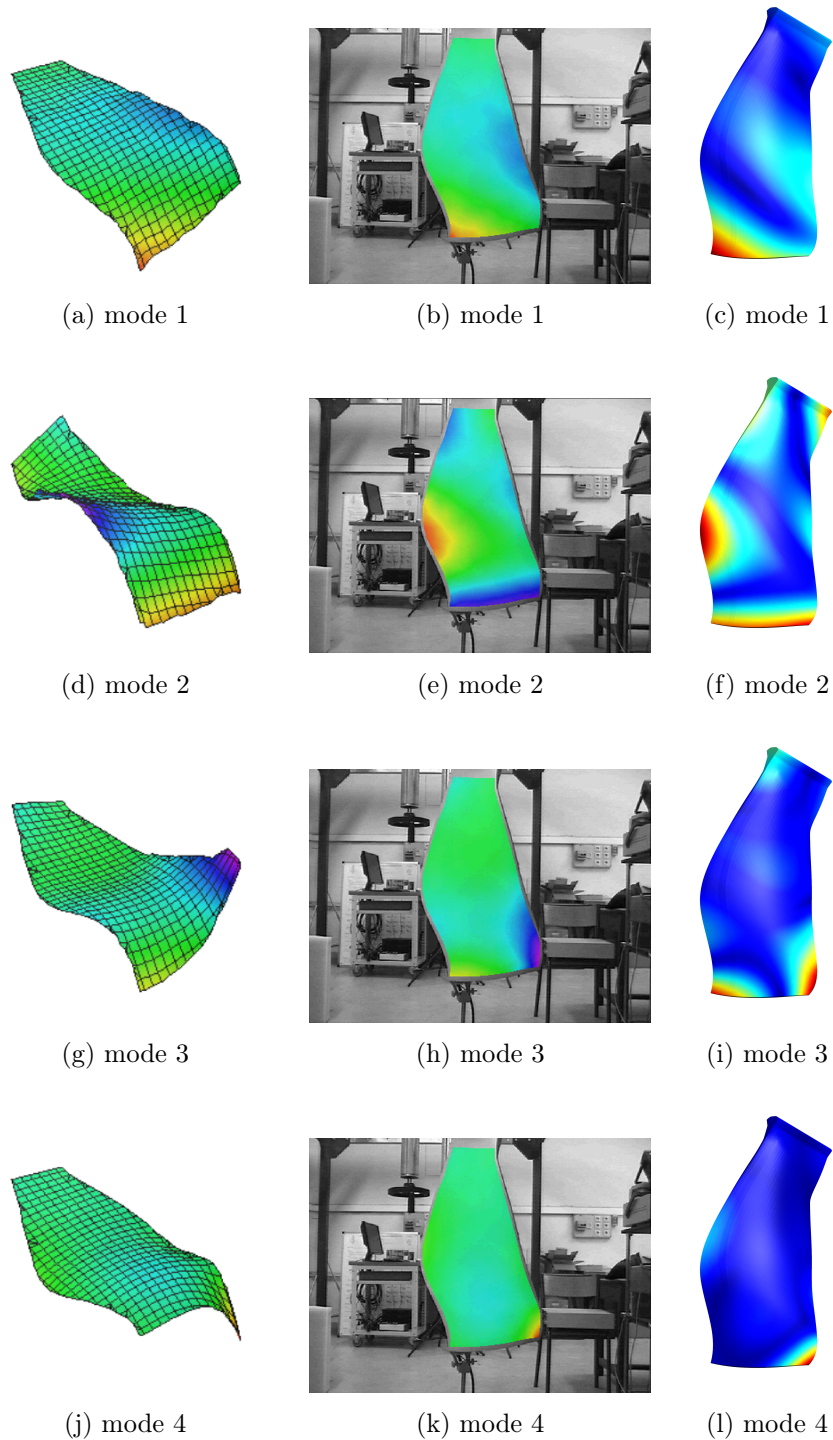 (a) mode 1
(b) mode 1
(c) mode 1
(d) mode 2
(e) mode 2
(f) mode 2
(g) mode 3
(h) mode 3
(i) mode 3
(j) mode 4
(k) mode 4
(l) mode 4